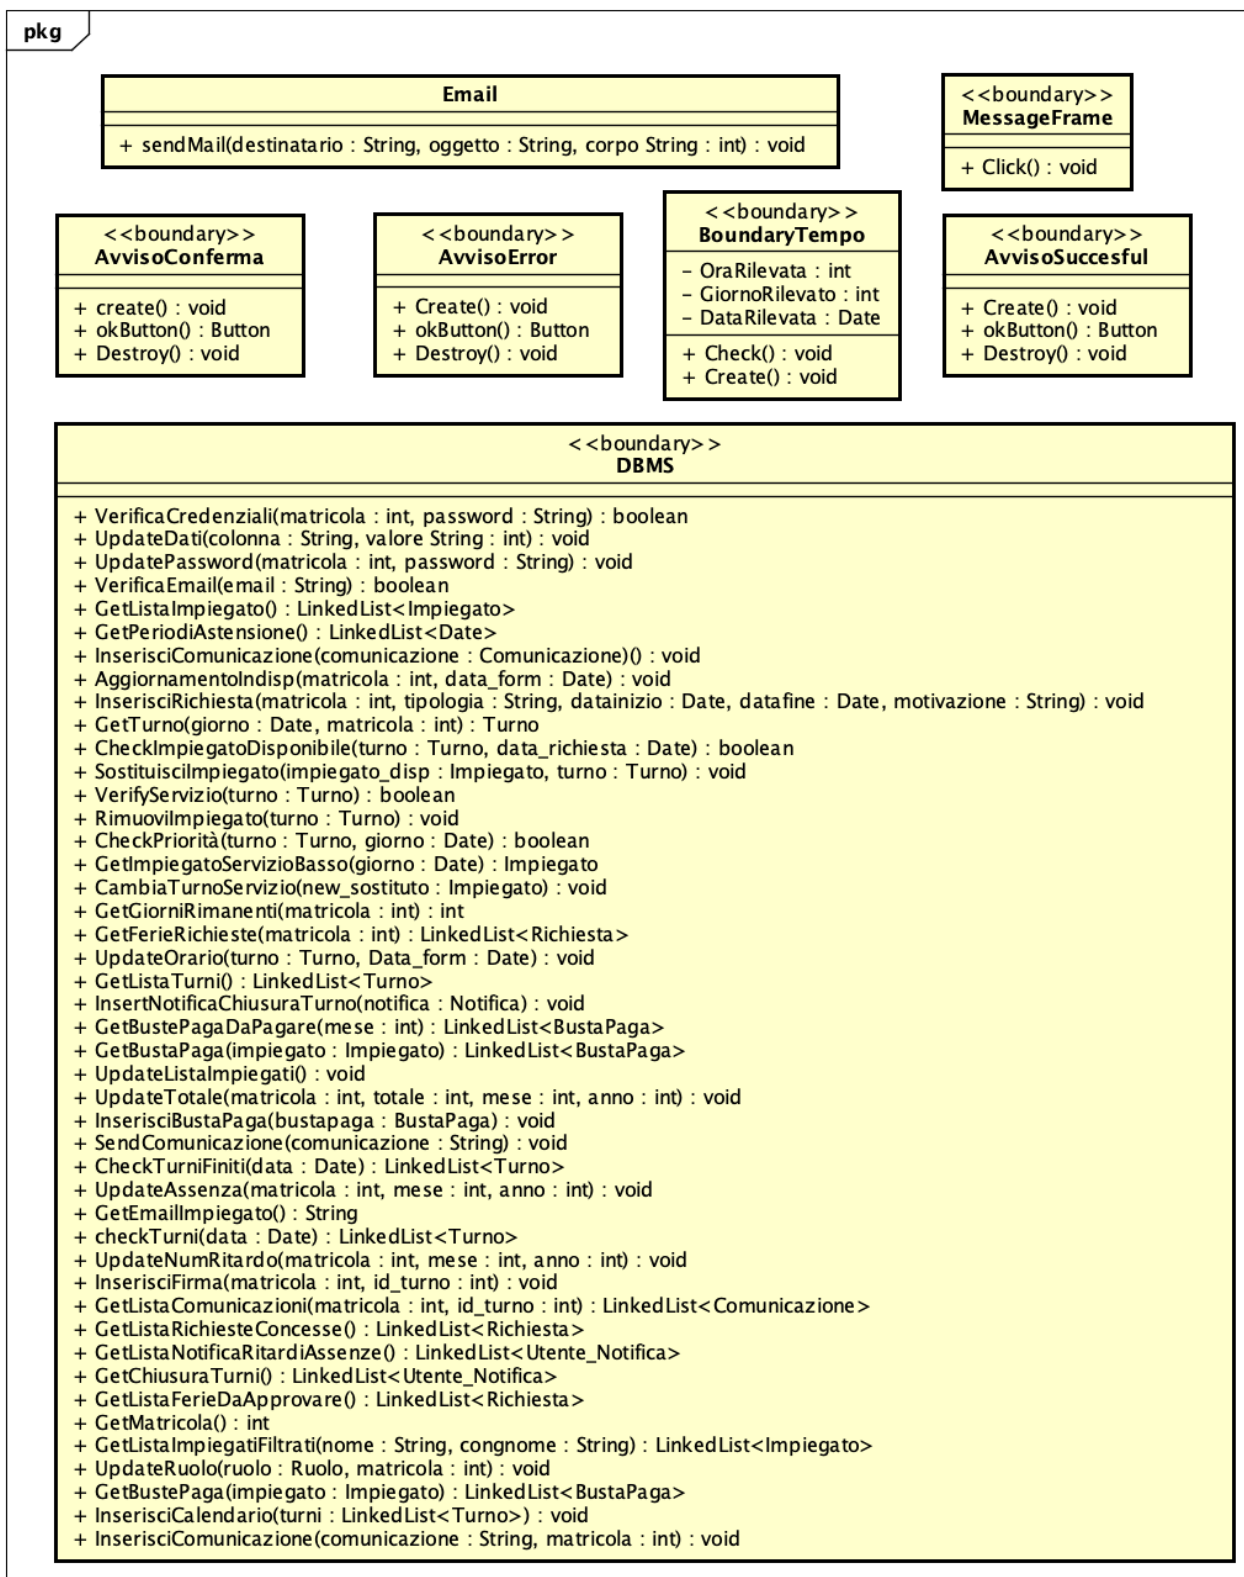 pkg
Email
+ sendMail(destinatario : String, oggetto : String, corpo String : int) : void
<<boundary>>
MessageFrame
+ Click() : void
<<boundary>>
AvvisoConferma
+ create() : void
+ okButton() : Button
+ Destroy() : void
<<boundary>>
AvvisoError
+ Create() : void
+ okButton() : Button
+ Destroy() : void
<<boundary>>
BoundaryTempo
- OraRilevata : int
- GiornoRilevato : int
- DataRilevata : Date
+ Check() : void
+ Create() : void
<<boundary>>
AvvisoSuccesful
+ Create() : void
+ okButton() : Button
+ Destroy() : void
<<boundary>>
DBMS
+ VerificaCredenziali(matricola : int, password : String) : boolean
+ UpdateDati(colonna : String, valore String : int) : void
+ UpdatePassword(matricola : int, password : String) : void
+ VerificaEmail(email : String) : boolean
+ GetListaImpiegato() : LinkedList<Impiegato>
+ GetPeriodiAstensione() : LinkedList<Date>
+ InserisciComunicazione(comunicazione : Comunicazione)() : void
+ AggiornamentoIndisp(matricola : int, data_form : Date) : void
+ InserisciRichiesta(matricola : int, tipologia : String, datainizio : Date, datafine : Date, motivazione : String) : void
+ GetTurno(giorno : Date, matricola : int) : Turno
+ CheckImpiegatoDisponibile(turno : Turno, data_richiesta : Date) : boolean
+ SostituisciImpiegato(impiegato_disp : Impiegato, turno : Turno) : void
+ VerifyServizio(turno : Turno) : boolean
+ RimuoviImpiegato(turno : Turno) : void
+ CheckPriorità(turno : Turno, giorno : Date) : boolean
+ GetImpiegatoServizioBasso(giorno : Date) : Impiegato
+ CambiaTurnoServizio(new_sostituto : Impiegato) : void
+ GetGiorniRimanenti(matricola : int) : int
+ GetFerieRichieste(matricola : int) : LinkedList<Richiesta>
+ UpdateOrario(turno : Turno, Data_form : Date) : void
+ GetListaTurni() : LinkedList<Turno>
+ InsertNotificaChiusuraTurno(notifica : Notifica) : void
+ GetBustePagaDaPagare(mese : int) : LinkedList<BustaPaga>
+ GetBustaPaga(impiegato : Impiegato) : LinkedList<BustaPaga>
+ UpdateListaImpiegati() : void
+ UpdateTotale(matricola : int, totale : int, mese : int, anno : int) : void
+ InserisciBustaPaga(bustapaga : BustaPaga) : void
+ SendComunicazione(comunicazione : String) : void
+ CheckTurniFiniti(data : Date) : LinkedList<Turno>
+ UpdateAssenza(matricola : int, mese : int, anno : int) : void
+ GetEmailImpiegato() : String
+ checkTurni(data : Date) : LinkedList<Turno>
+ UpdateNumRitardo(matricola : int, mese : int, anno : int) : void
+ InserisciFirma(matricola : int, id_turno : int) : void
+ GetListaComunicazioni(matricola : int, id_turno : int) : LinkedList<Comunicazione>
+ GetListaRichiesteConcesse() : LinkedList<Richiesta>
+ GetListaNotificaRitardiAssenze() : LinkedList<Utente_Notifica>
+ GetChiusuraTurni() : LinkedList<Utente_Notifica>
+ GetListaFerieDaApprovare() : LinkedList<Richiesta>
+ GetMatricola() : int
+ GetListaImpiegatiFiltrati(nome : String, congnome : String) : LinkedList<Impiegato>
+ UpdateRuolo(ruolo : Ruolo, matricola : int) : void
+ GetBustePaga(impiegato : Impiegato) : LinkedList<BustaPaga>
+ InserisciCalendario(turni : LinkedList<Turno>) : void
+ InserisciComunicazione(comunicazione : String, matricola : int) : void